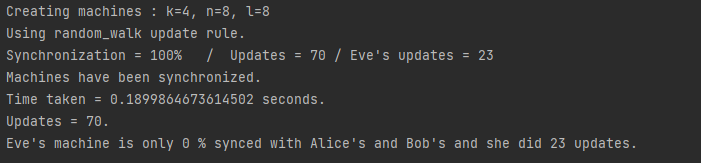 Creating machines : k=4, n=8, l=8
Using random_walk update rule.
Synchronization = 100%   /  Updates = 70 / Eve's updates = 23
Machines have been synchronized.
Time taken = 0.1899864673614502 seconds.
Updates = 70.
Eve's machine is only 0 % synced with Alice's and Bob's and she did 23 updates.